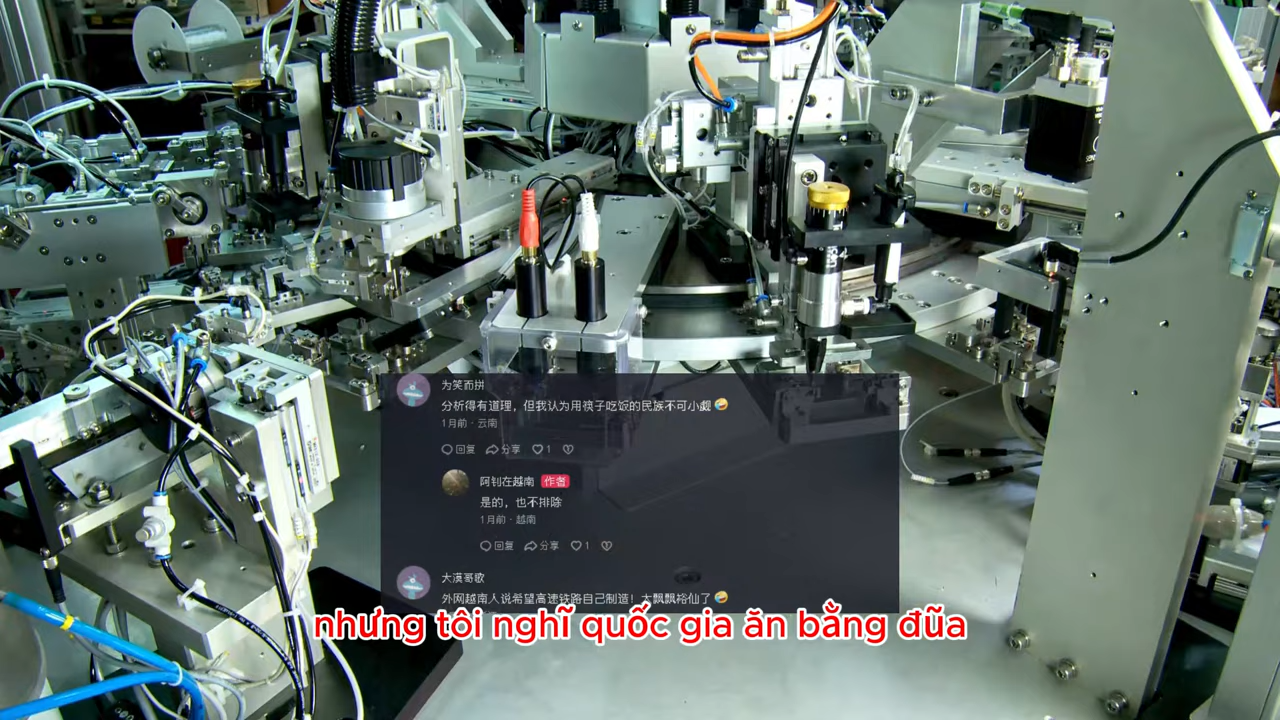 为笑而拼
分析得有道理，但我认为用筷子吃饭的民族不可小觑🤣
1月前·云南
回复 分享 1
阿钊在越南 作者
是的，也不排除
1月前·越南
回复 分享 1
大漠哥歌
外网越南人说希望高速铁路自己制造！太飘飘裕仙了🤣
nhưng tôi nghĩ quốc gia ăn bằng đũa